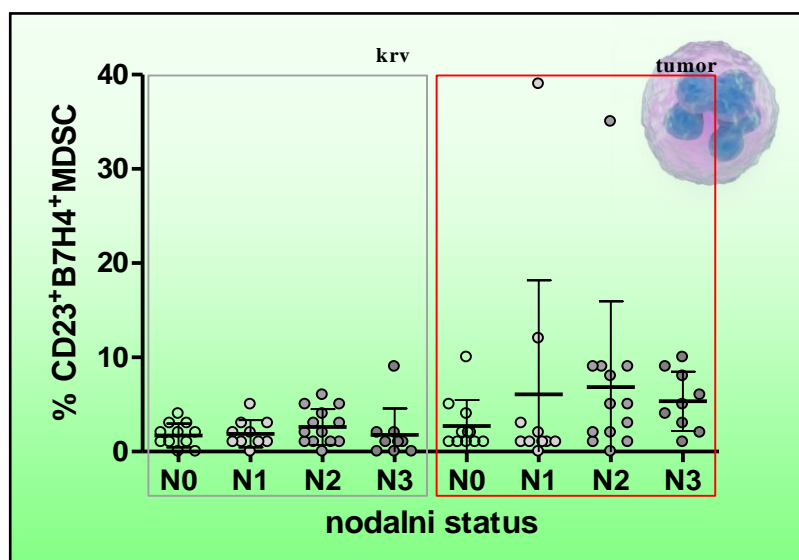 krv
tumor
% CD23⁺B7H4⁺MDSC
40
30
20
10
0
N0 N1 N2 N3 N0 N1 N2 N3
nodalni status